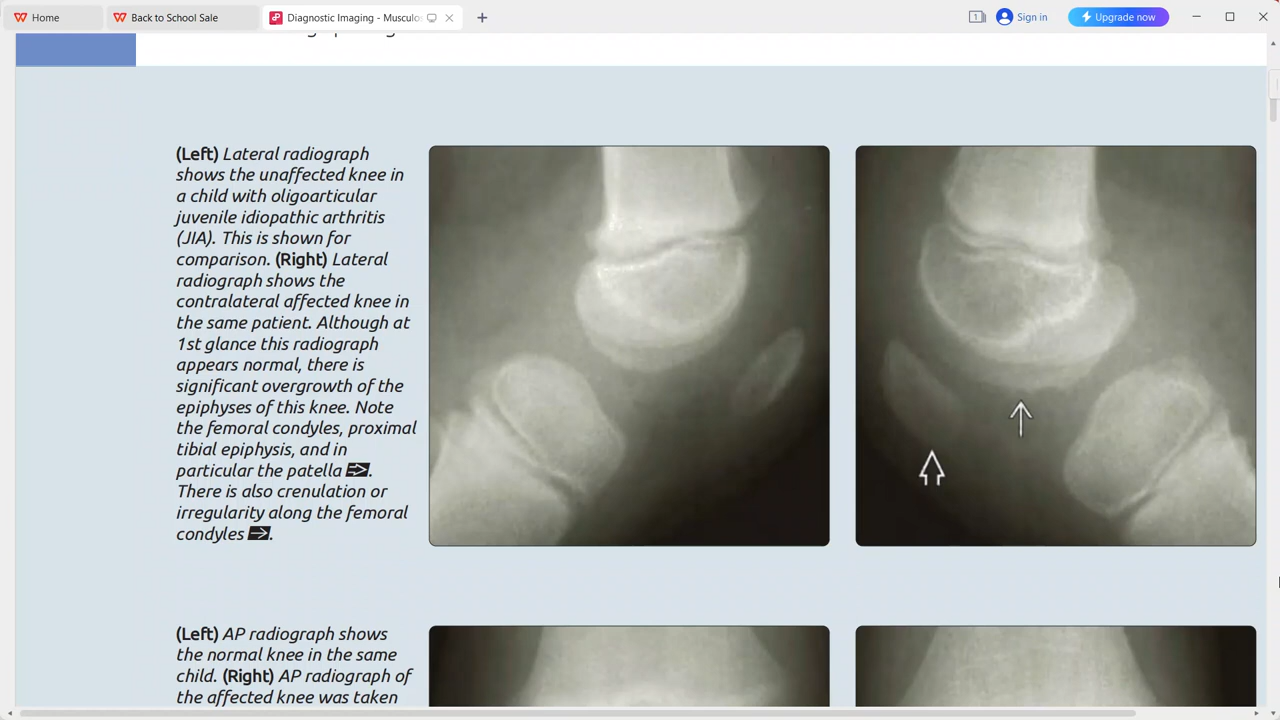 Home
Back to School Sale
Diagnostic Imaging - Musculo
1
Sign in
Upgrade now
(Left) Lateral radiograph
shows the unaffected knee in
a child with oligoarticular
juvenile idiopathic arthritis
(JIA). This is shown for
comparison. (Right) Lateral
radiograph shows the
contralateral affected knee in
the same patient. Although at
1st glance this radiograph
appears normal, there is
significant overgrowth of the
epiphyses of this knee. Note
the femoral condyles, proximal
tibial epiphysis, and in
particular the patella ⇨.
There is also crenulation or
irregularity along the femoral
condyles →.
(Left) AP radiograph shows
the normal knee in the same
child. (Right) AP radiograph of
the affected knee was taken